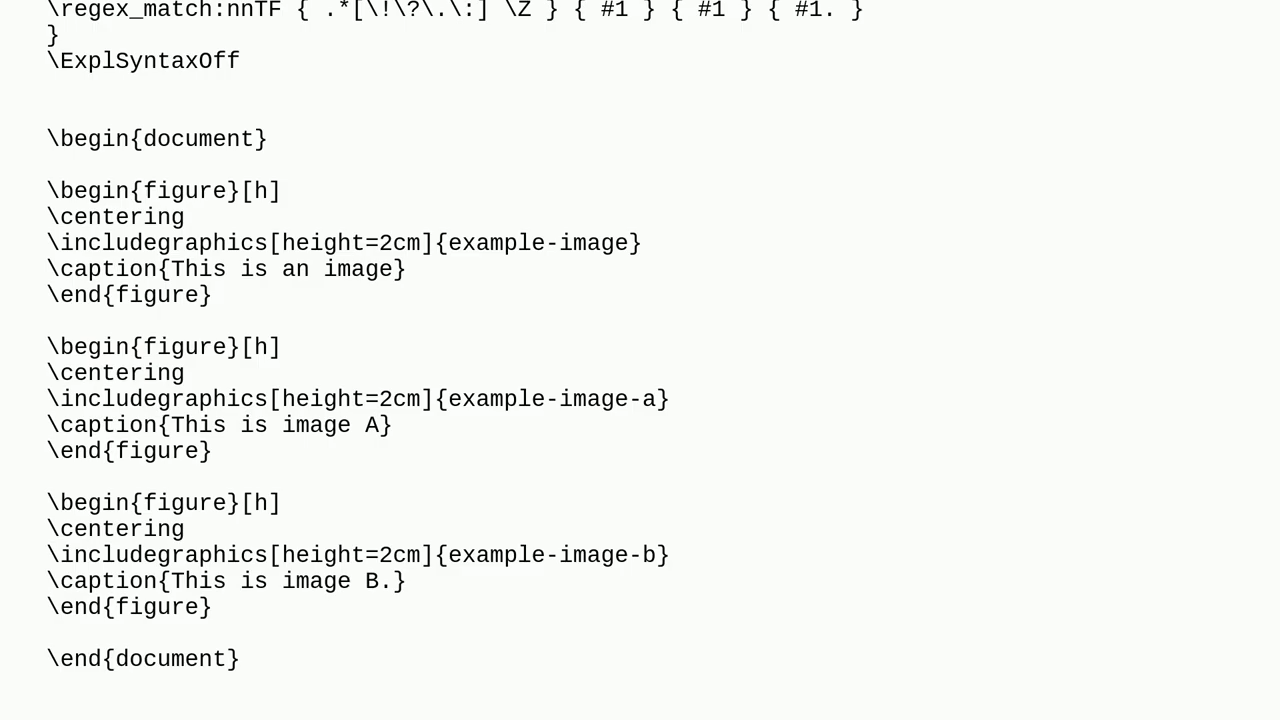 \regex_match:nnTF { .*[\!\?\.\:] \Z } { #1 } { #1 } { #1. }
}
\ExplSyntaxOff
\begin{document}
\begin{figure}[h]
\centering
\includegraphics[height=2cm]{example-image}
\caption{This is an image}
\end{figure}
\begin{figure}[h]
\centering
\includegraphics[height=2cm]{example-image-a}
\caption{This is image A}
\end{figure}
\begin{figure}[h]
\centering
\includegraphics[height=2cm]{example-image-b}
\caption{This is image B.}
\end{figure}
\end{document}